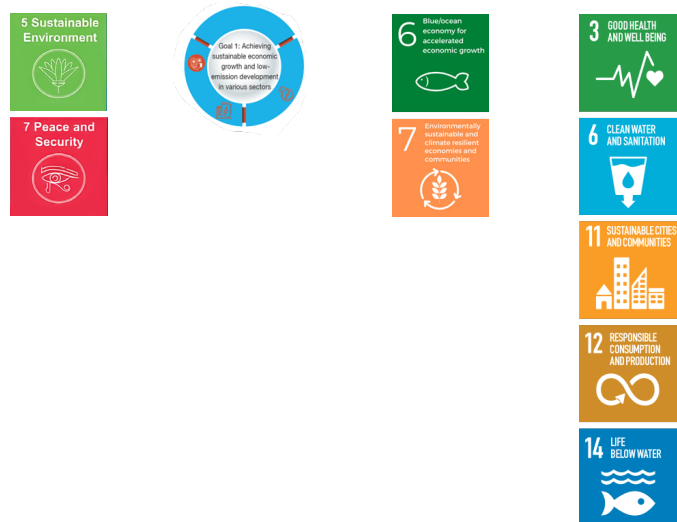 5 Sustainable
Environment
7 Peace and
Security
Goal 1: Achieving
sustainable economic
growth and low-
emission development
in various sectors
6 Blue/ocean
economy for
accelerated
economic growth
7 Environmentally
sustainable and
climate resilient
economies and
communities
3 GOOD HEALTH
AND WELL BEING
6 CLEAN WATER
AND SANITATION
11 SUSTAINABLE CITIES
AND COMMUNITIES
12 RESPONSIBLE
CONSUMPTION
AND PRODUCTION
14 LIFE
BELOW WATER